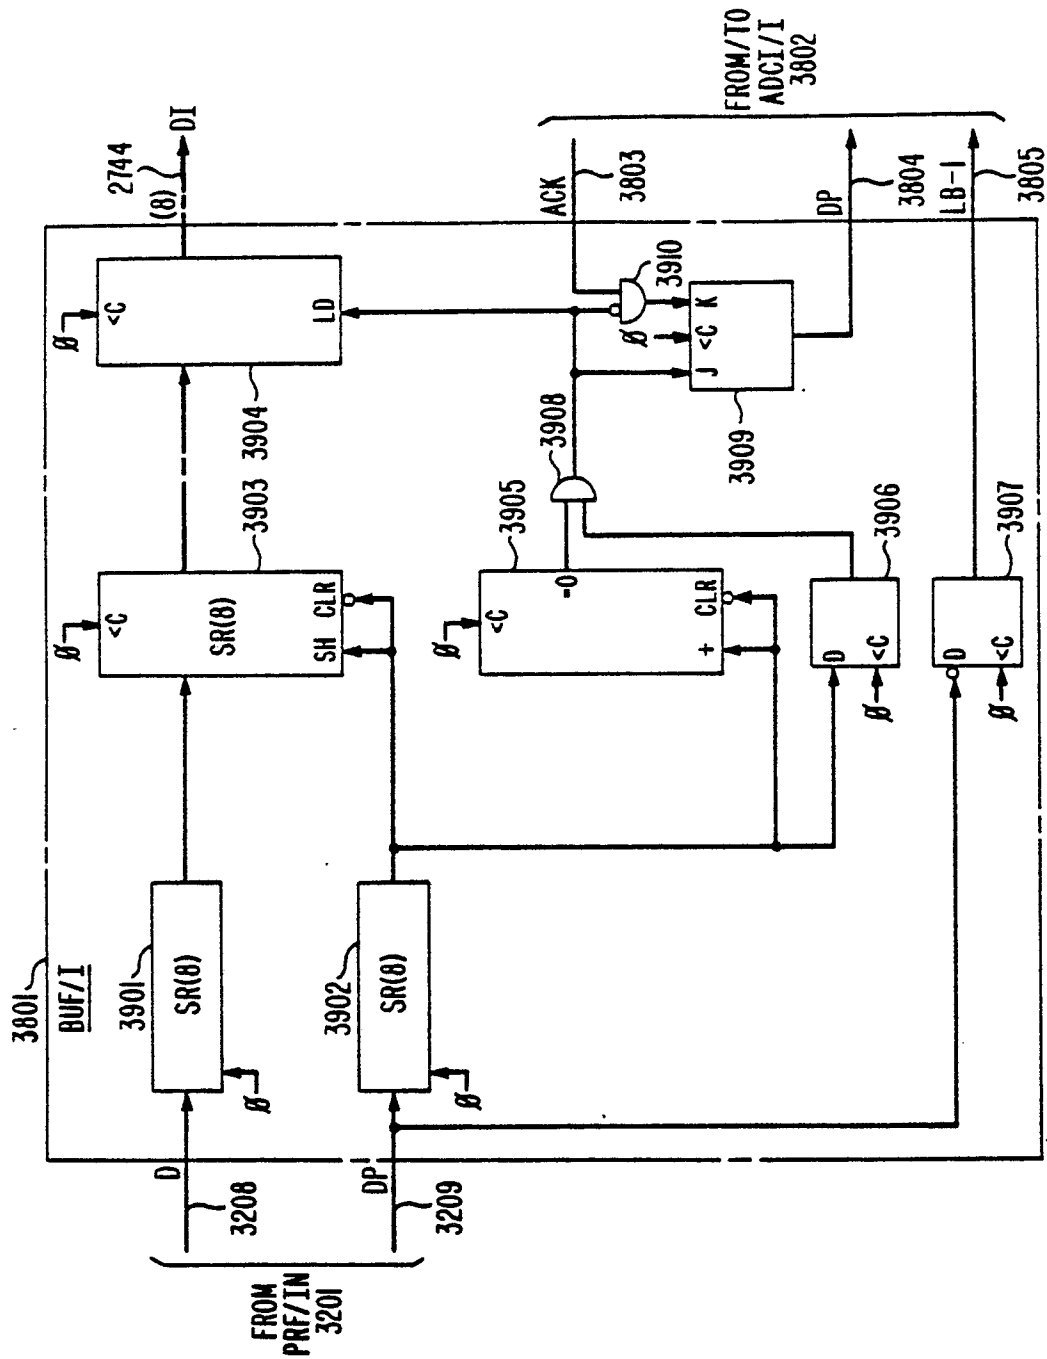 3801
BUF/I
FROM
PRF/IN
3201
D
3208
DP
3209
3901
SR(8)
Ø
3902
SR(8)
Ø
Ø
<C
SR(8)
SH
CLR
3903
Ø
<C
LD
3904
(8)
2744
DI
Ø
<C
=0
+
CLR
3905
3908
D
<C
Ø
3906
D
<C
Ø
3907
J
<C
K
Ø
3909
3910
ACK
3803
DP
3804
LB-1
3805
FROM/TO
ADCI/I
3802